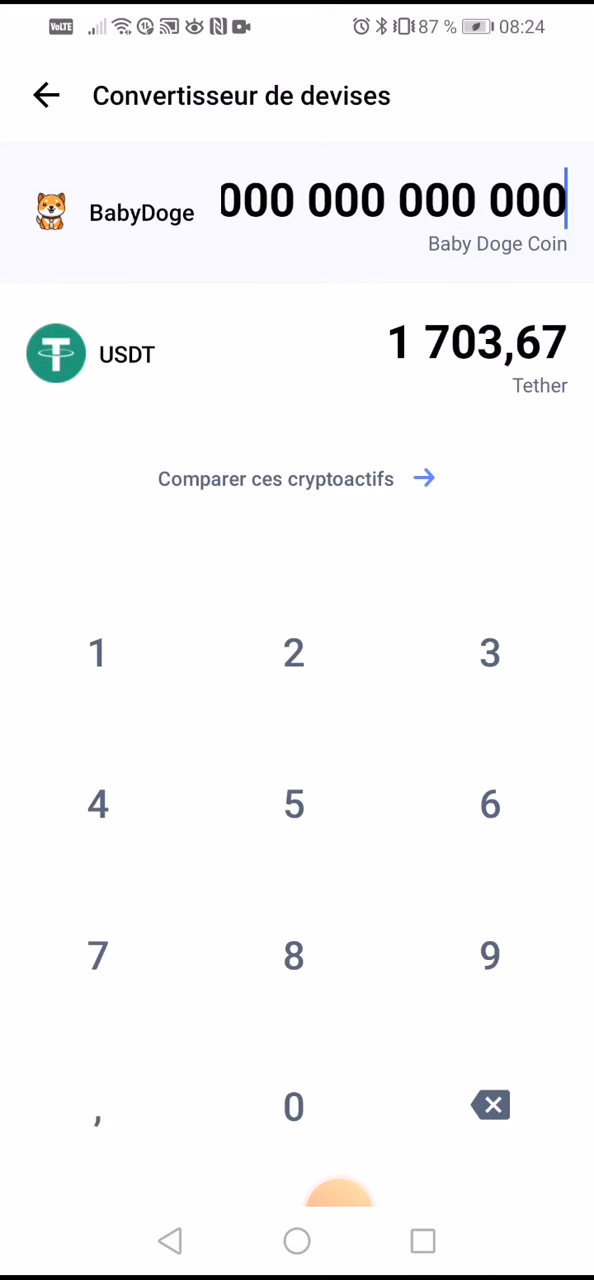 VoLTE 87 % 08:24
Convertisseur de devises
BabyDoge 000 000 000 000
Baby Doge Coin
USDT 1 703,67
Tether
Comparer ces cryptoactifs
1 2 3
4 5 6
7 8 9
, 0